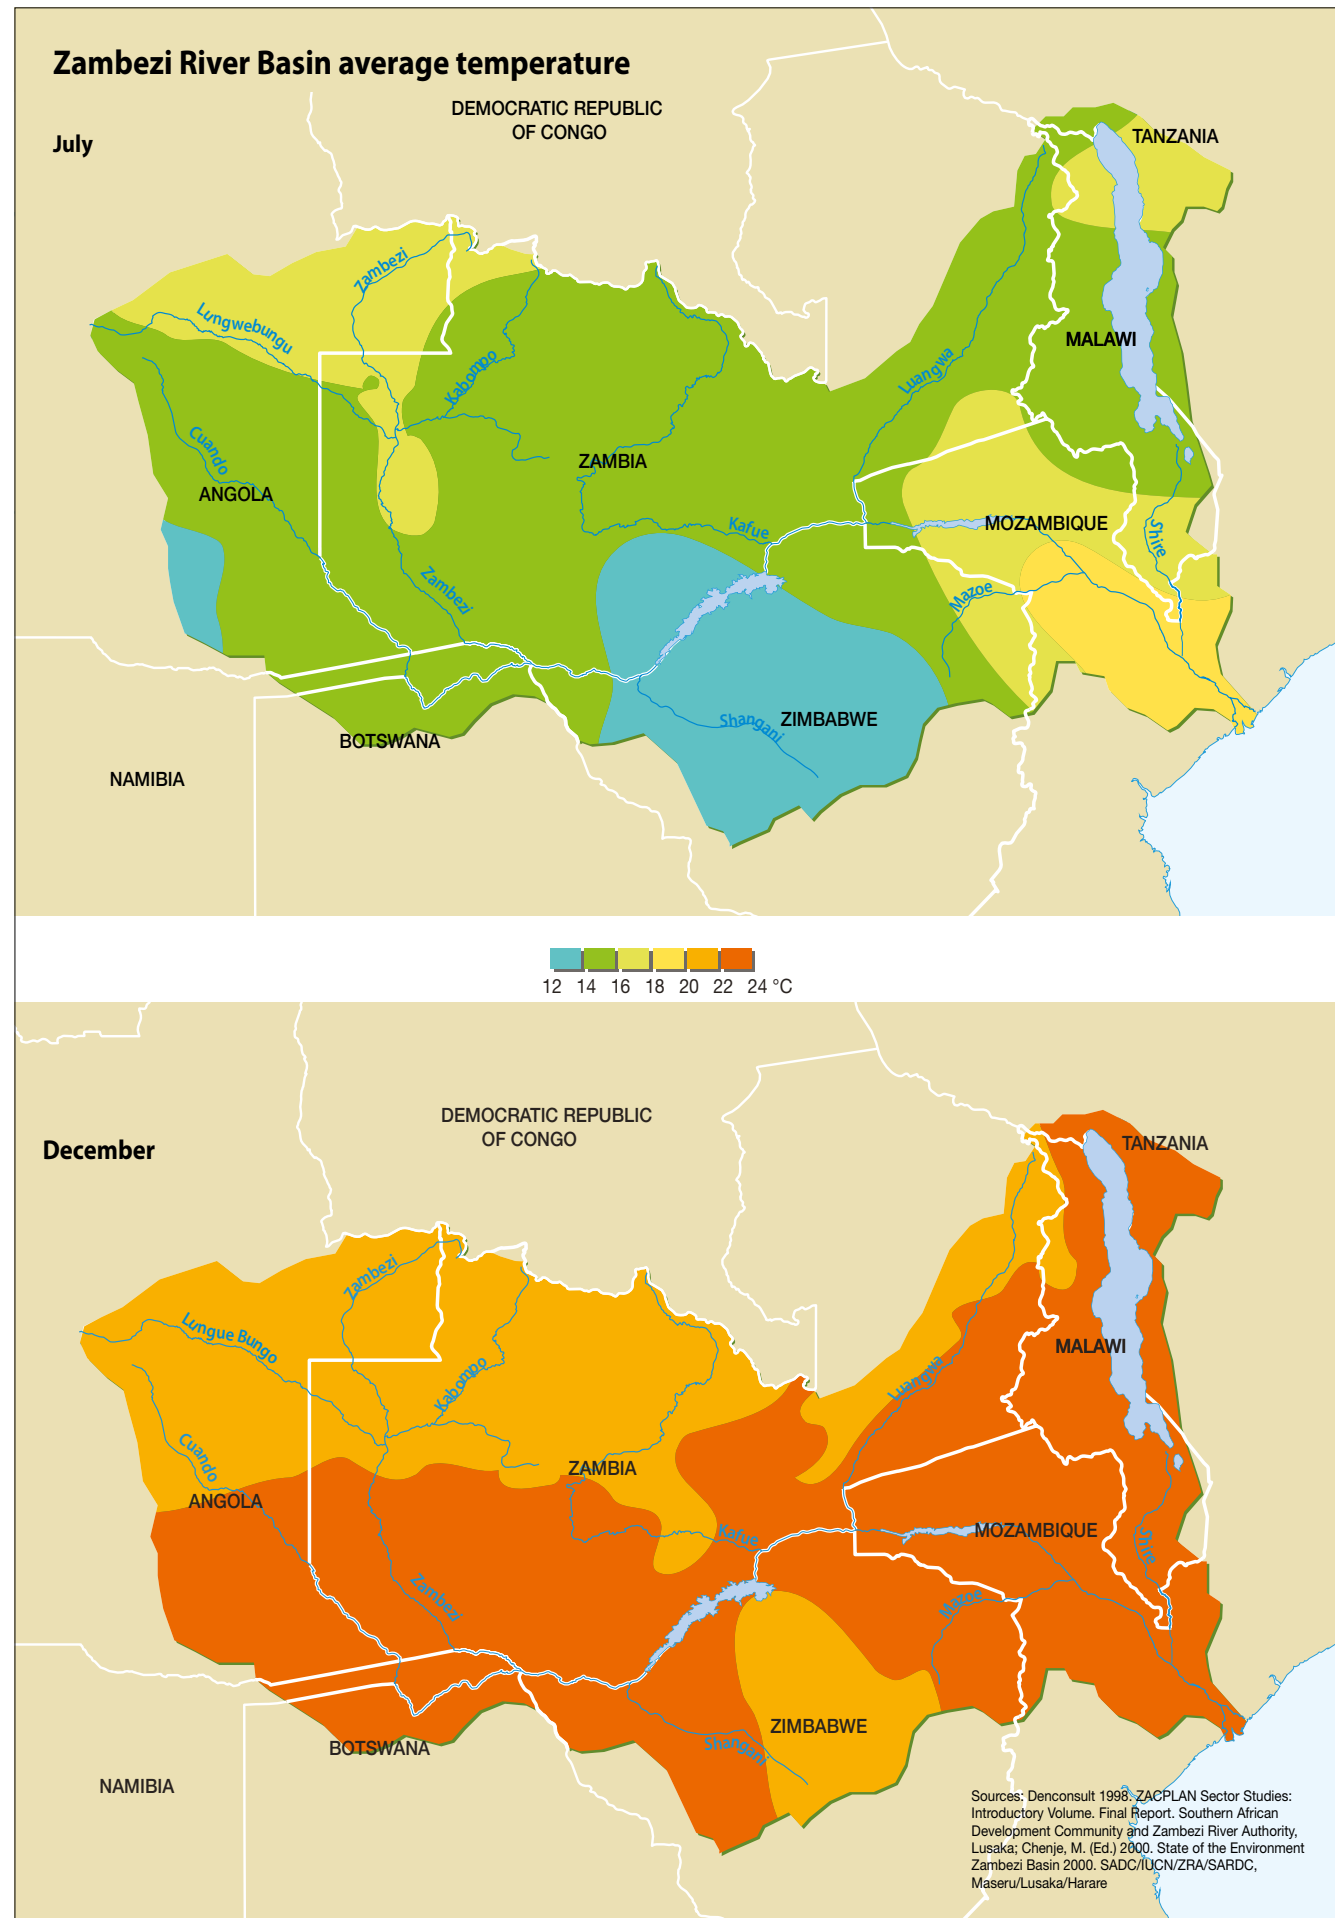 Zambezi River Basin average temperature
July
DEMOCRATIC REPUBLIC
OF CONGO
TANZANIA
Zambezi
Lungwebungu
Kabompo
Luangwa
MALAWI
Cuando
ANGOLA
ZAMBIA
Kafue
MOZAMBIQUE
Shire
Zambezi
Mazoe
Shangani
ZIMBABWE
BOTSWANA
NAMIBIA
12 14 16 18 20 22 24 °C
December
DEMOCRATIC REPUBLIC
OF CONGO
TANZANIA
Zambezi
Lungue Bungo
Kabompo
Luangwa
MALAWI
Cuando
ANGOLA
ZAMBIA
Kafue
MOZAMBIQUE
Shire
Zambezi
Mazoe
Shangani
ZIMBABWE
BOTSWANA
NAMIBIA
Sources: Denconsult 1998. ZACPLAN Sector Studies:
Introductory Volume. Final Report. Southern African
Development Community and Zambezi River Authority,
Lusaka; Chenje, M. (Ed.) 2000. State of the Environment
Zambezi Basin 2000. SADC/IUCN/ZRA/SARDC,
Maseru/Lusaka/Harare